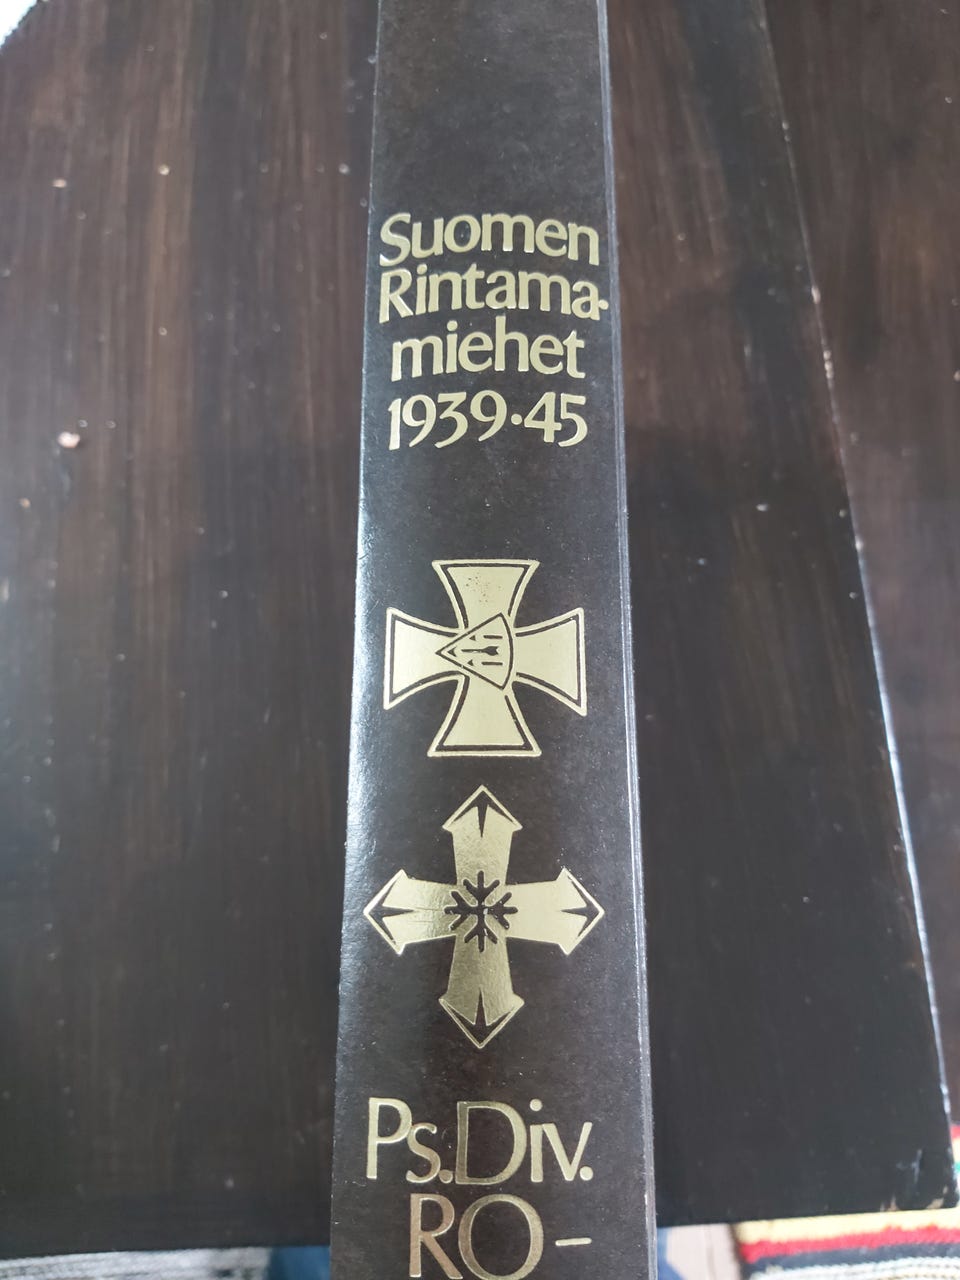 Suomen
Rintama-
miehet
1939-45
Ps.Div.
RO-